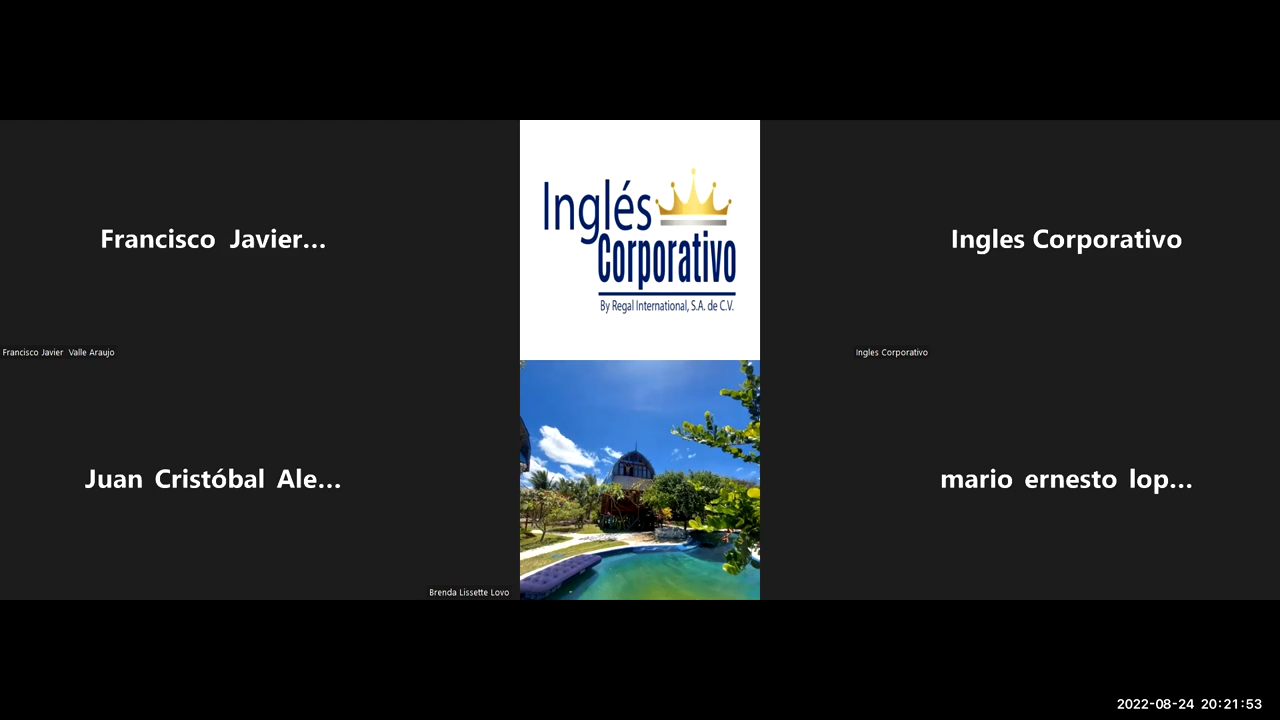 Francisco Javier...
Francisco Javier Valle Araujo
Inglés
Corporativo
By Regal International, S.A. de C.V.
Ingles Corporativo
Ingles Corporativo
Juan Cristóbal Ale...
Brenda Lissette Lovo
mario ernesto lop...
2022-08-24 20:21:53